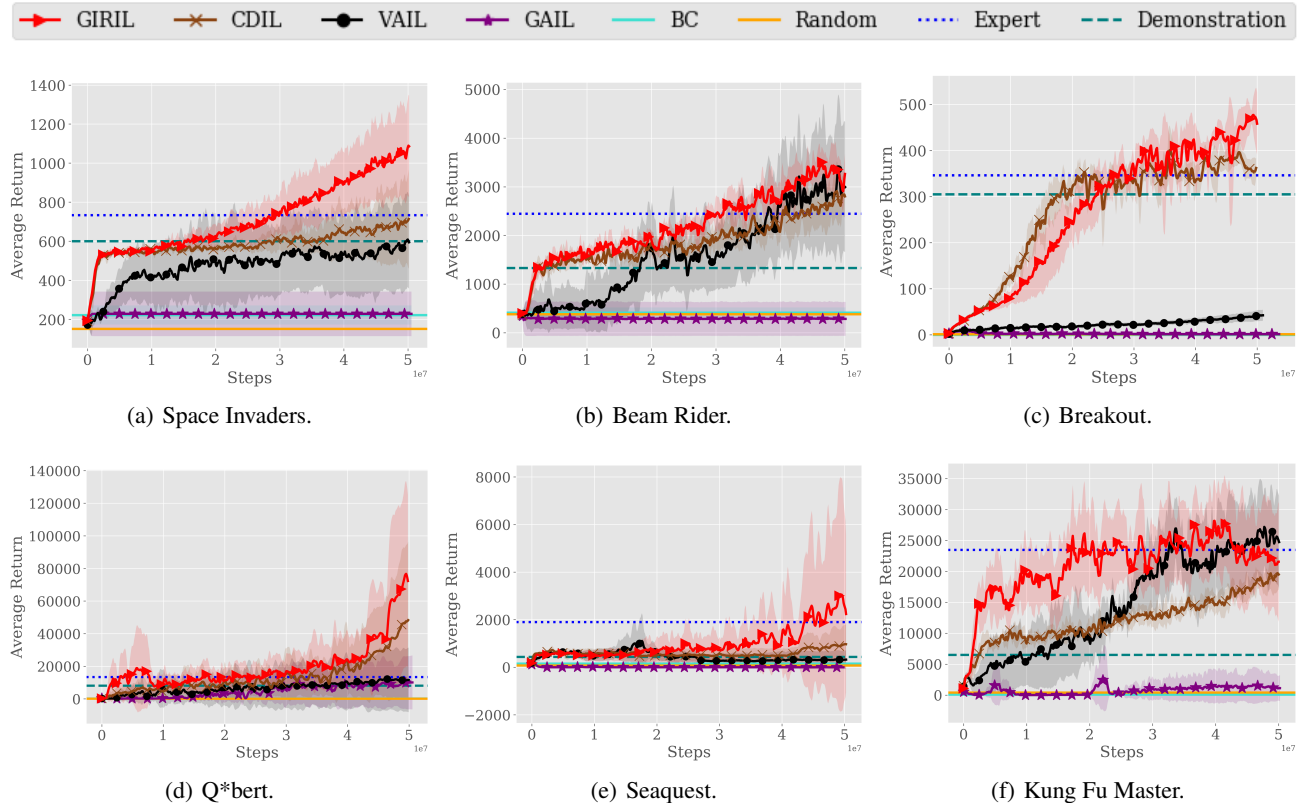 GIRIL CDIL VAIL GAIL BC Random Expert Demonstration
1400
1200
1000
800
600
400
200
Average Return
0 1 2 3 4 5
Steps
1e7
(a) Space Invaders.
5000
4000
3000
2000
1000
0
Average Return
0 1 2 3 4 5
Steps
1e7
(b) Beam Rider.
500
400
300
200
100
0
Average Return
0 1 2 3 4 5
Steps
1e7
(c) Breakout.
140000
120000
100000
80000
60000
40000
20000
0
Average Return
0 1 2 3 4 5
Steps
1e7
(d) Q*bert.
8000
6000
4000
2000
0
−2000
Average Return
0 1 2 3 4 5
Steps
1e7
(e) Seaquest.
35000
30000
25000
20000
15000
10000
5000
0
Average Return
0 1 2 3 4 5
Steps
1e7
(f) Kung Fu Master.